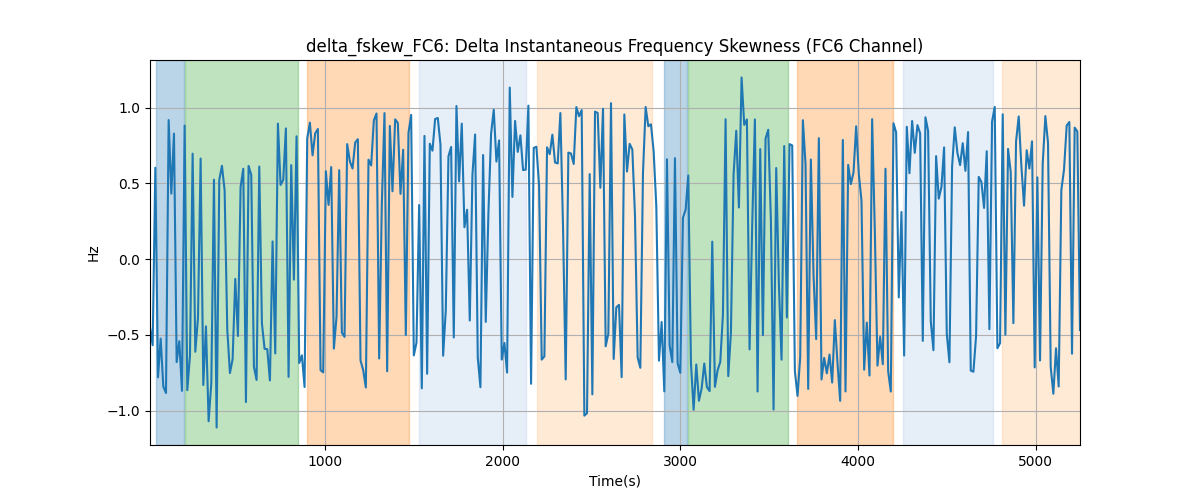 delta_fskew_FC6: Delta Instantaneous Frequency Skewness (FC6 Channel)
1.0
0.5
0.0
−0.5
−1.0
Hz
1000 2000 3000 4000 5000
Time(s)